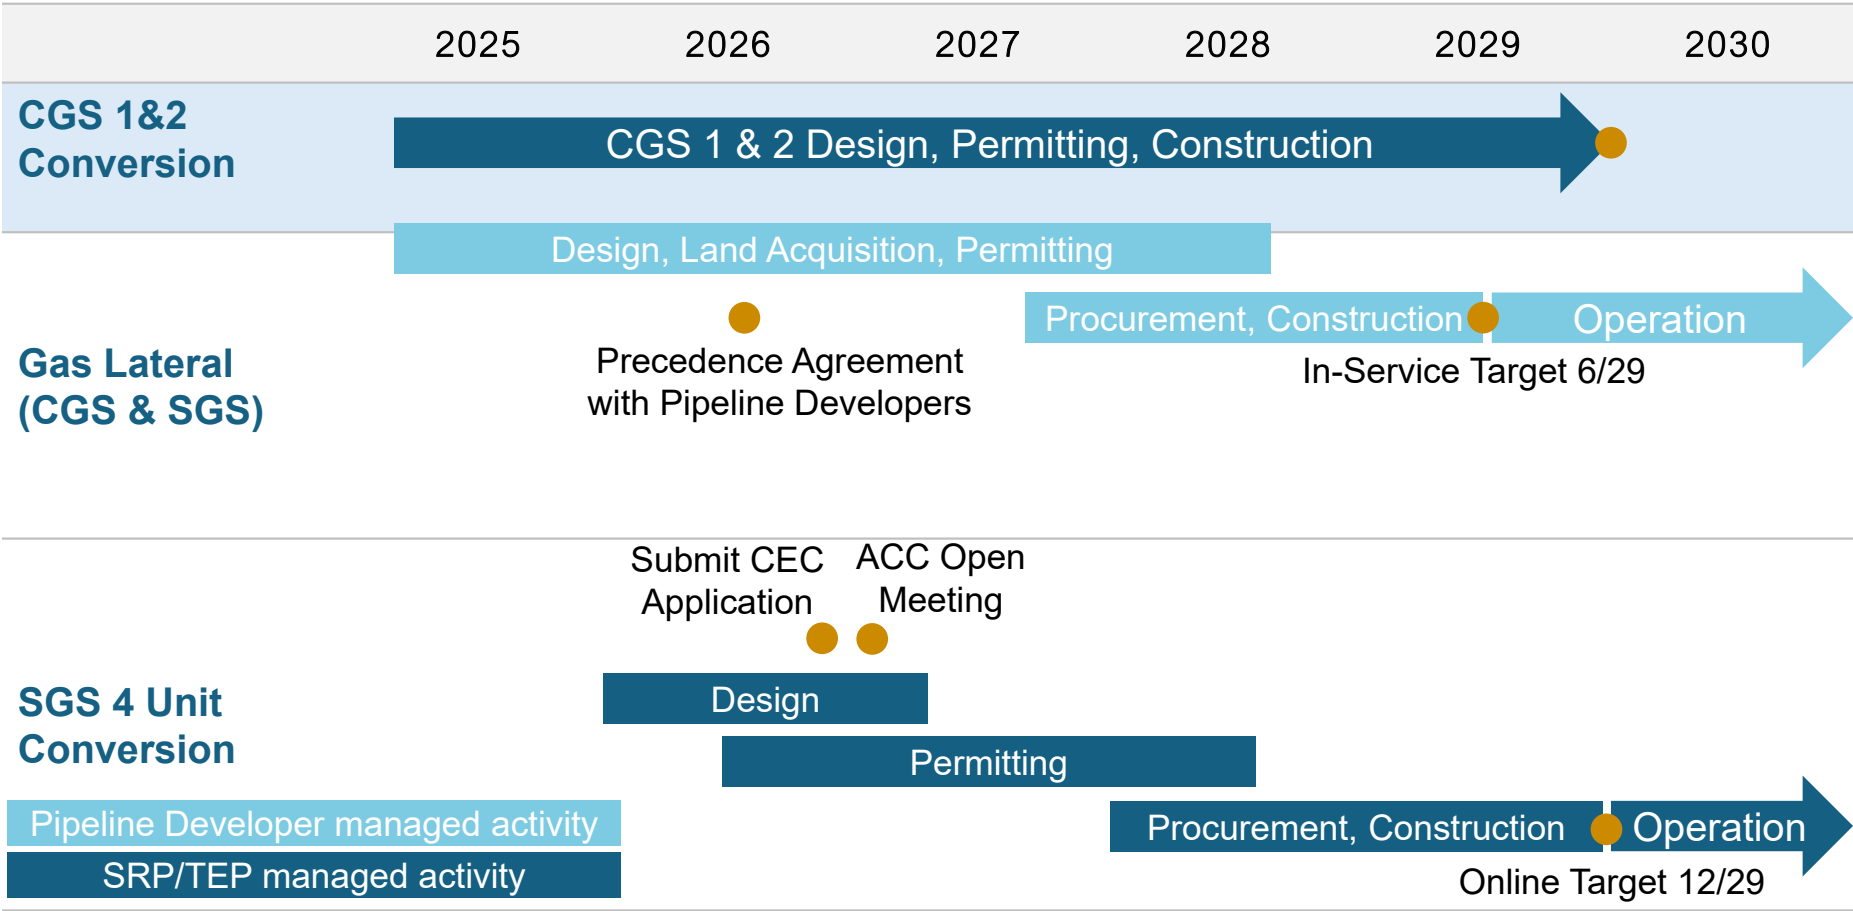 2025 2026 2027 2028 2029 2030
CGS 1&2
Conversion
CGS 1 & 2 Design, Permitting, Construction
Design, Land Acquisition, Permitting
Procurement, Construction
Operation
Precedence Agreement
with Pipeline Developers
In-Service Target 6/29
Gas Lateral
(CGS & SGS)
Submit CEC
Application
ACC Open
Meeting
SGS 4 Unit
Conversion
Design
Permitting
Procurement, Construction
Operation
Online Target 12/29
Pipeline Developer managed activity
SRP/TEP managed activity